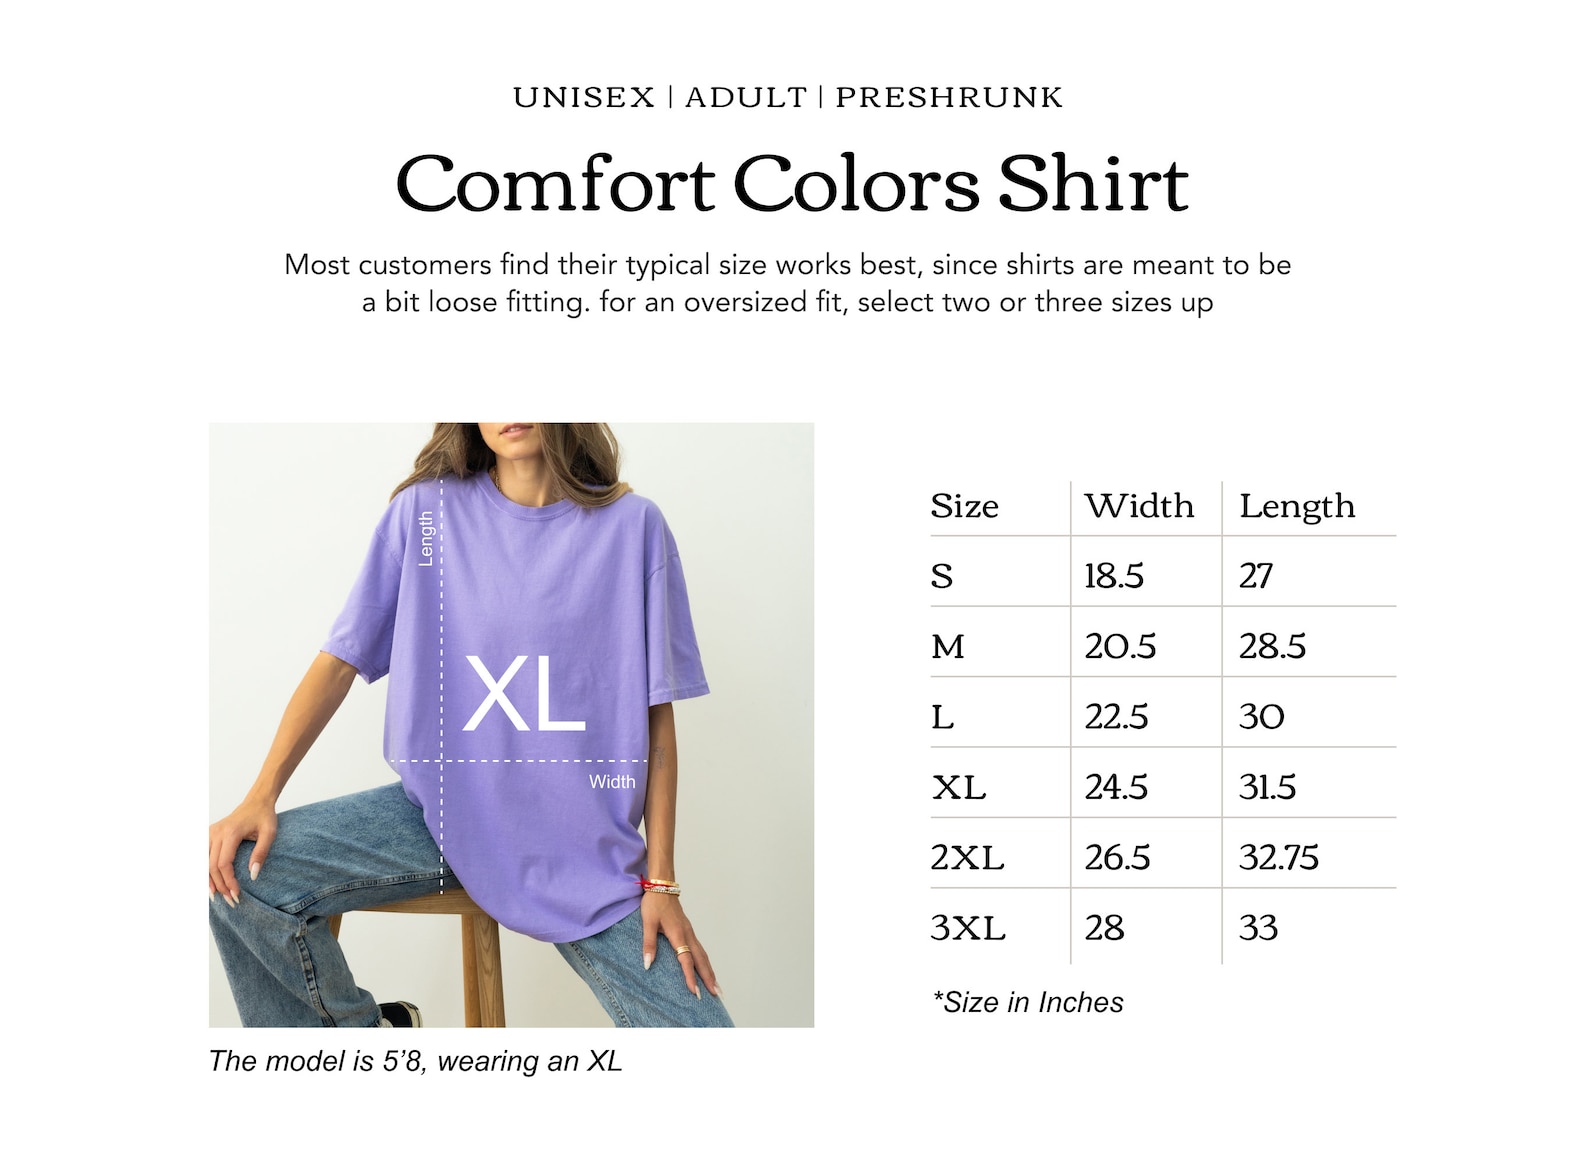 UNISEX | ADULT | PRESHRUNK
Comfort Colors Shirt
Most customers find their typical size works best, since shirts are meant to be
a bit loose fitting. for an oversized fit, select two or three sizes up
Length
XL
Width
The model is 5’8, wearing an XL
Size Width Length
S 18.5 27
M 20.5 28.5
L 22.5 30
XL 24.5 31.5
2XL 26.5 32.75
3XL 28 33
*Size in Inches